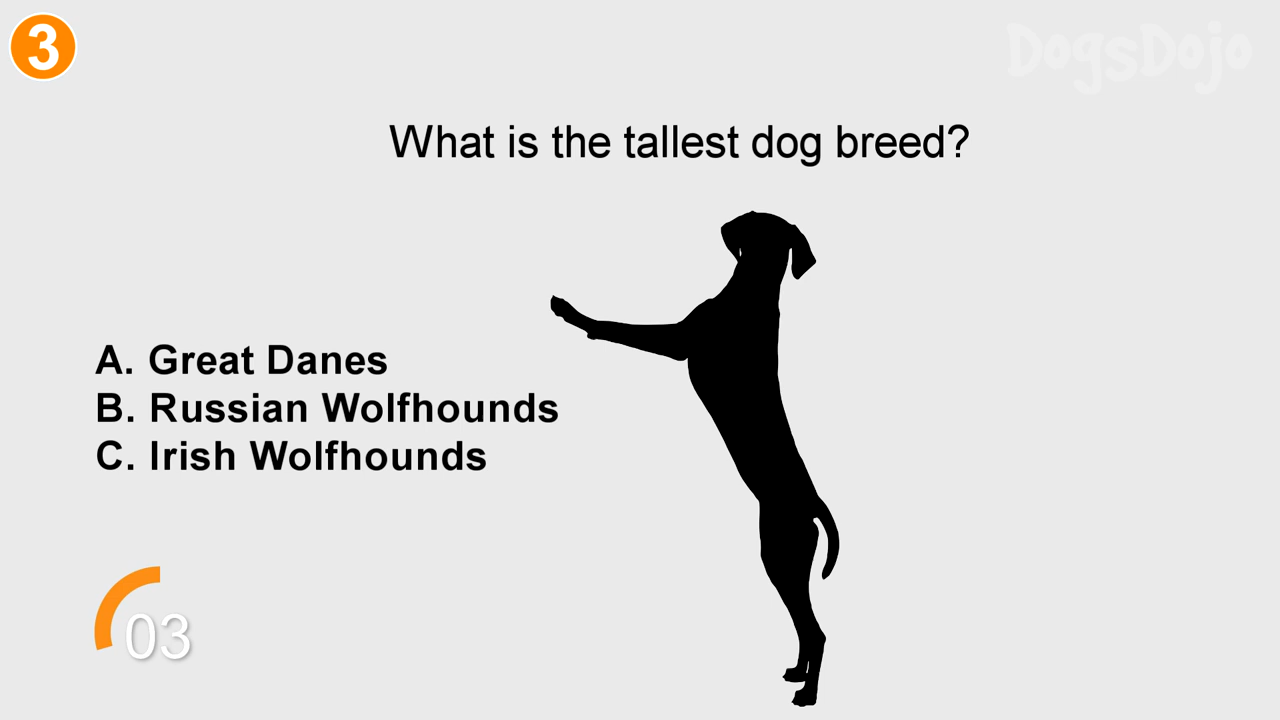 3
DogsDojo
What is the tallest dog breed?
A. Great Danes
B. Russian Wolfhounds
C. Irish Wolfhounds
03